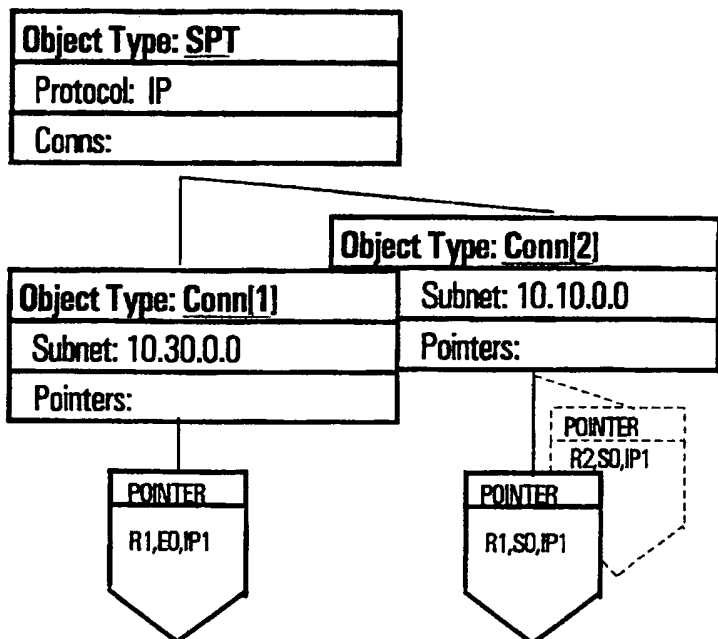 Object Type: SPT
Protocol: IP
Conns:
Object Type: Conn[2]
Subnet: 10.10.0.0
Pointers:
Object Type: Conn[1]
Subnet: 10.30.0.0
Pointers:
POINTER
R2,S0,IP1
POINTER
R1,E0,IP1
POINTER
R1,S0,IP1